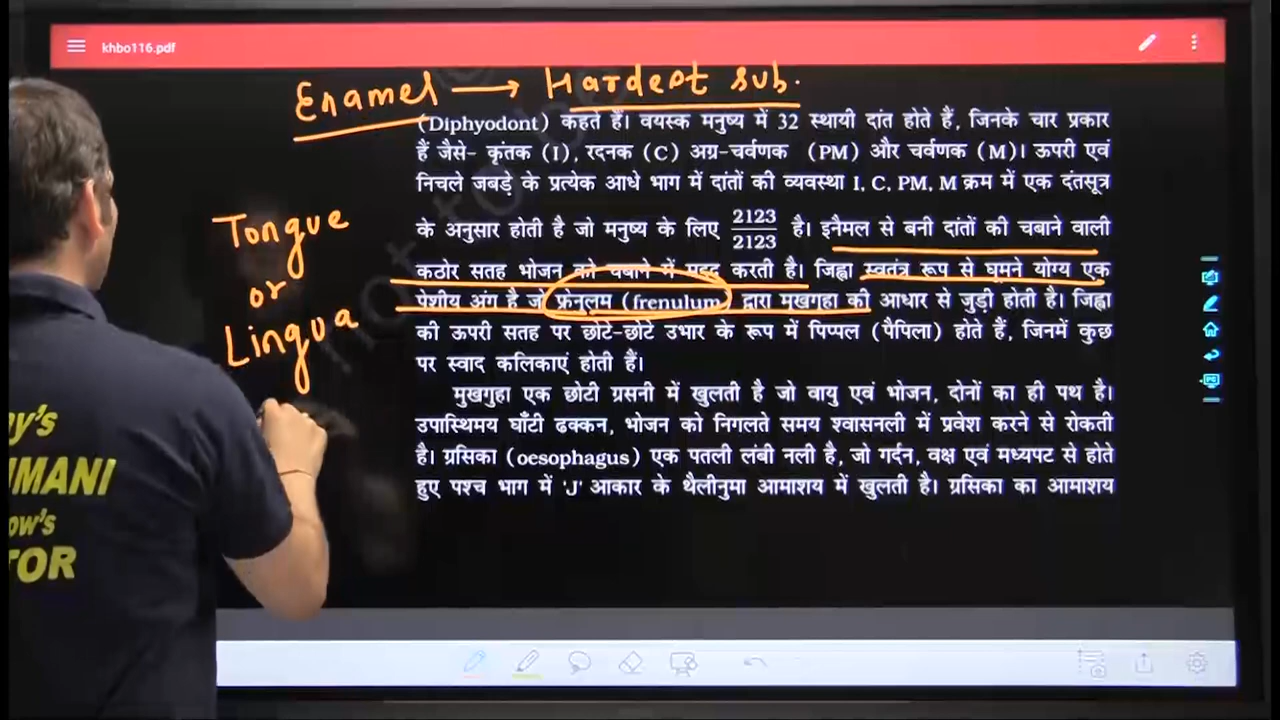 khbo116.pdf
Enamel → Hardest sub.
(Diphyodont) कहते हैं। वयस्क मनुष्य में 32 स्थायी दांत होते हैं, जिनके चार प्रकार
हैं जैसे- कृंतक (I), रदनक (C) अग्र-चर्वणक (PM) और चर्वणक (M)। ऊपरी एवं
निचले जबड़े के प्रत्येक आधे भाग में दांतों की व्यवस्था I, C, PM, M क्रम में एक दंतसूत्र
के अनुसार होती है जो मनुष्य के लिए 2123/2123 है। इनैमल से बनी दांतों की चबाने वाली
कठोर सतह भोजन को चबाने में मदद करती है। जिह्वा स्वतंत्र रूप से घूमने योग्य एक
पेशीय अंग है जो फ्रेनुलम (frenulum) द्वारा मुखगुहा की आधार से जुड़ी होती है। जिह्वा
की ऊपरी सतह पर छोटे-छोटे उभार के रूप में पिप्पल (पैपिला) होते हैं, जिनमें कुछ
पर स्वाद कलिकाएं होती हैं।
मुखगुहा एक छोटी ग्रसनी में खुलती है जो वायु एवं भोजन, दोनों का ही पथ है।
उपास्थिमय घाँटी ढक्कन, भोजन को निगलते समय श्वासनली में प्रवेश करने से रोकती
है। ग्रसिका (oesophagus) एक पतली लंबी नली है, जो गर्दन, वक्ष एवं मध्यपट से होते
हुए पश्च भाग में 'J' आकार के थैलीनुमा आमाशय में खुलती है। ग्रसिका का आमाशय
Tongue
or
Lingua
not to
y's
IMANI
ow's
TOR